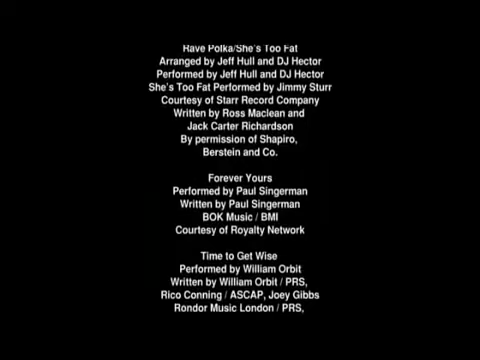 Rave Polka/She's Too Fat
Arranged by Jeff Hull and DJ Hector
Performed by Jeff Hull and DJ Hector
She's Too Fat Performed by Jimmy Sturr
Courtesy of Starr Record Company
Written by Ross Maclean and
Jack Carter Richardson
By permission of Shapiro,
Berstein and Co.
Forever Yours
Performed by Paul Singerman
Written by Paul Singerman
BOK Music / BMI
Courtesy of Royalty Network
Time to Get Wise
Performed by William Orbit
Written by William Orbit / PRS,
Rico Conning / ASCAP, Joey Gibbs
Rondor Music London / PRS,